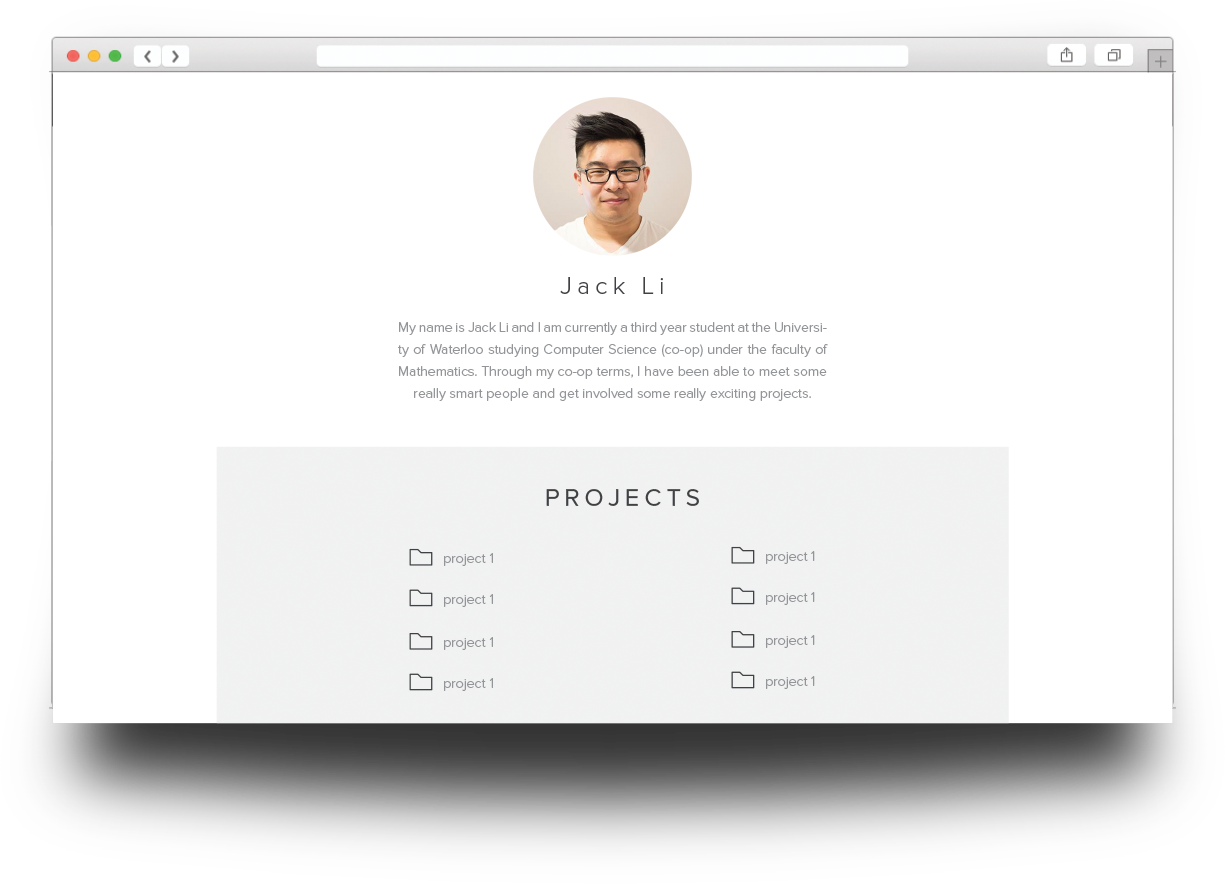 Jack Li
My name is Jack Li and I am currently a third year student at the Universi-
ty of Waterloo studying Computer Science (co-op) under the faculty of
Mathematics. Through my co-op terms, I have been able to meet some
really smart people and get involved some really exciting projects.
PROJECTS
project 1
project 1
project 1
project 1
project 1
project 1
project 1
project 1